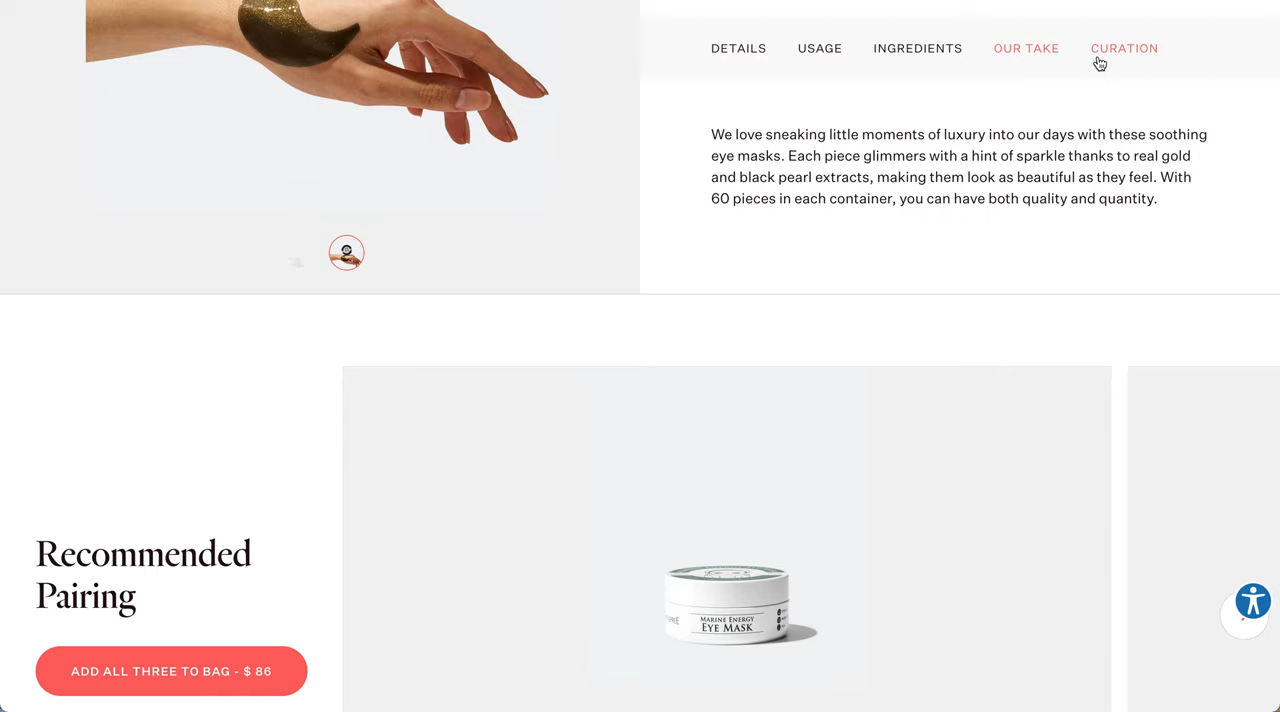 DETAILS USAGE INGREDIENTS OUR TAKE CURATION
We love sneaking little moments of luxury into our days with these soothing
eye masks. Each piece glimmers with a hint of sparkle thanks to real gold
and black pearl extracts, making them look as beautiful as they feel. With
60 pieces in each container, you can have both quality and quantity.
MARINE ENERGY
EYE MASK
Recommended
Pairing
ADD ALL THREE TO BAG - $ 86